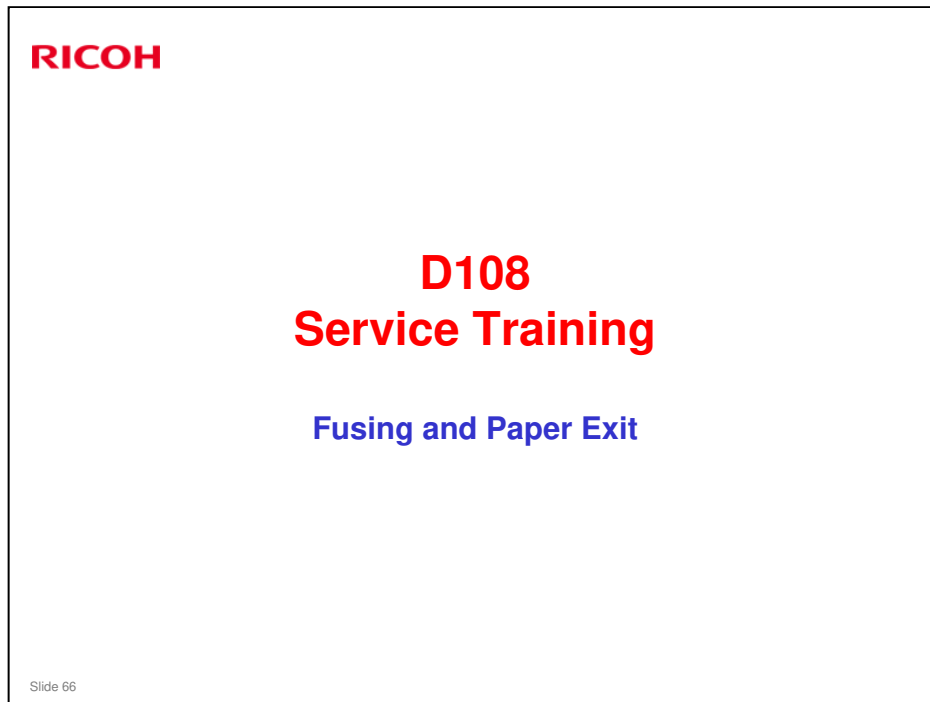 RICOH
D108
Service Training
Fusing and Paper Exit
Slide 66